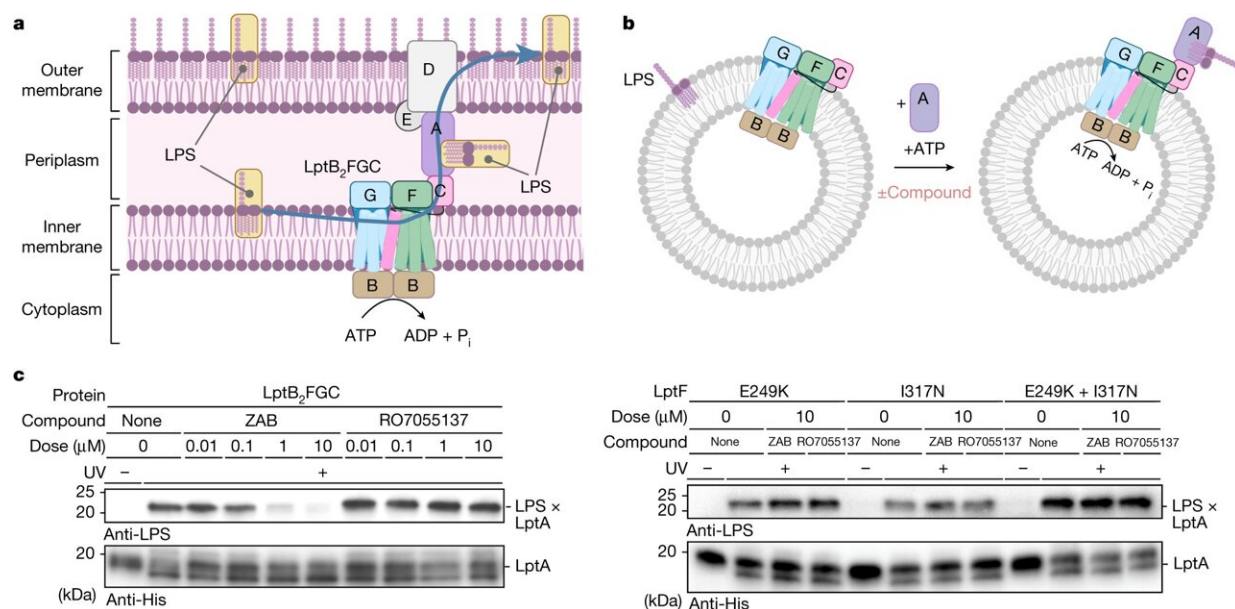 a
Outer
membrane
Periplasm
Inner
membrane
Cytoplasm
LPS
LptB₂FGC
D
E
A
LPS
G
F
C
B
B
ATP
ADP + Pᵢ
b
LPS
G
F
C
B
B
+ A
+ATP
±Compound
A
G
F
C
B
B
ATP
ADP + Pᵢ
c
Protein LptB₂FGC
Compound None ZAB RO7055137
Dose (μM) 0 0.01 0.1 1 10 0.01 0.1 1 10
UV − +
25
20
LPS ×
LptA
Anti-LPS
20
LptA
(kDa)
Anti-His
LptF E249K I317N E249K + I317N
Dose (μM) 0 10 0 10 0 10
Compound None ZAB RO7055137 None ZAB RO7055137 None ZAB RO7055137
UV − + − + − +
25
20
LPS ×
LptA
Anti-LPS
20
LptA
(kDa)
Anti-His